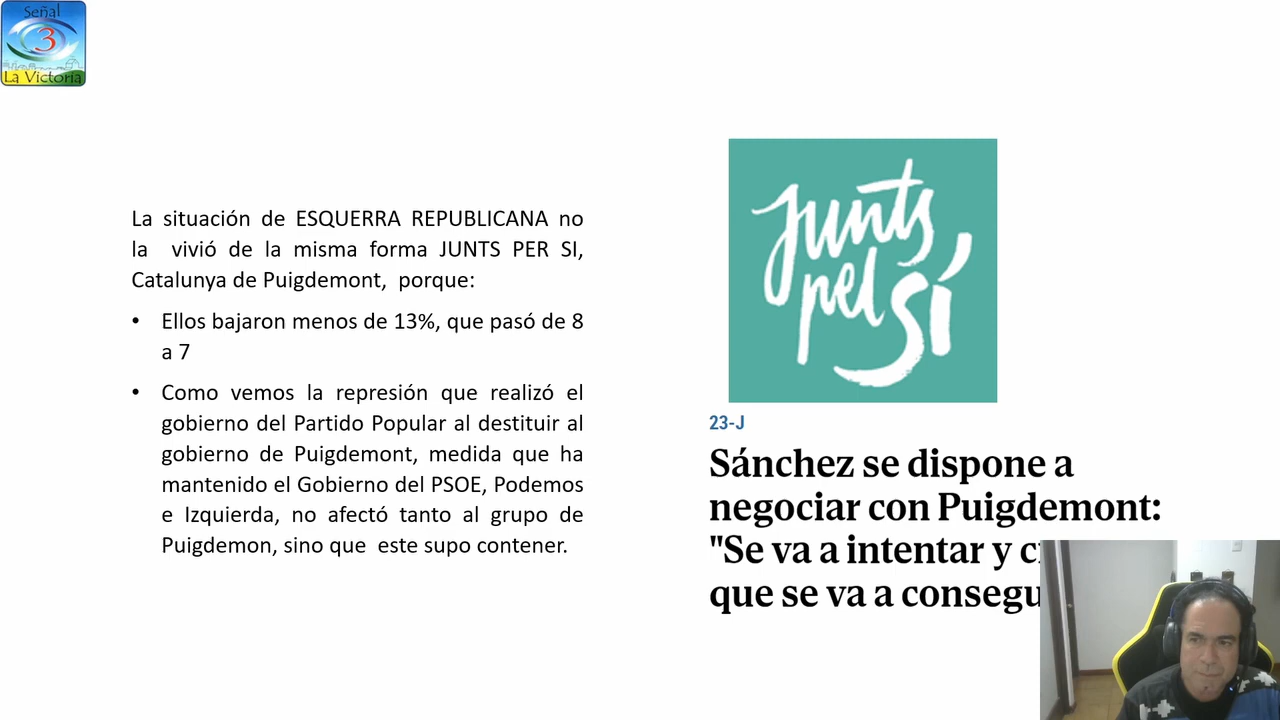 Señal
3
La Victoria
La situación de ESQUERRA REPUBLICANA no
la vivió de la misma forma JUNTS PER SI,
Catalunya de Puigdemont, porque:
• Ellos bajaron menos de 13%, que pasó de 8
a 7
• Como vemos la represión que realizó el
gobierno del Partido Popular al destituir al
gobierno de Puigdemont, medida que ha
mantenido el Gobierno del PSOE, Podemos
e Izquierda, no afectó tanto al grupo de
Puigdemon, sino que este supo contener.
Junts
pel
Sí
23-J
Sánchez se dispone a
negociar con Puigdemont:
"Se va a intentar y
que se va a